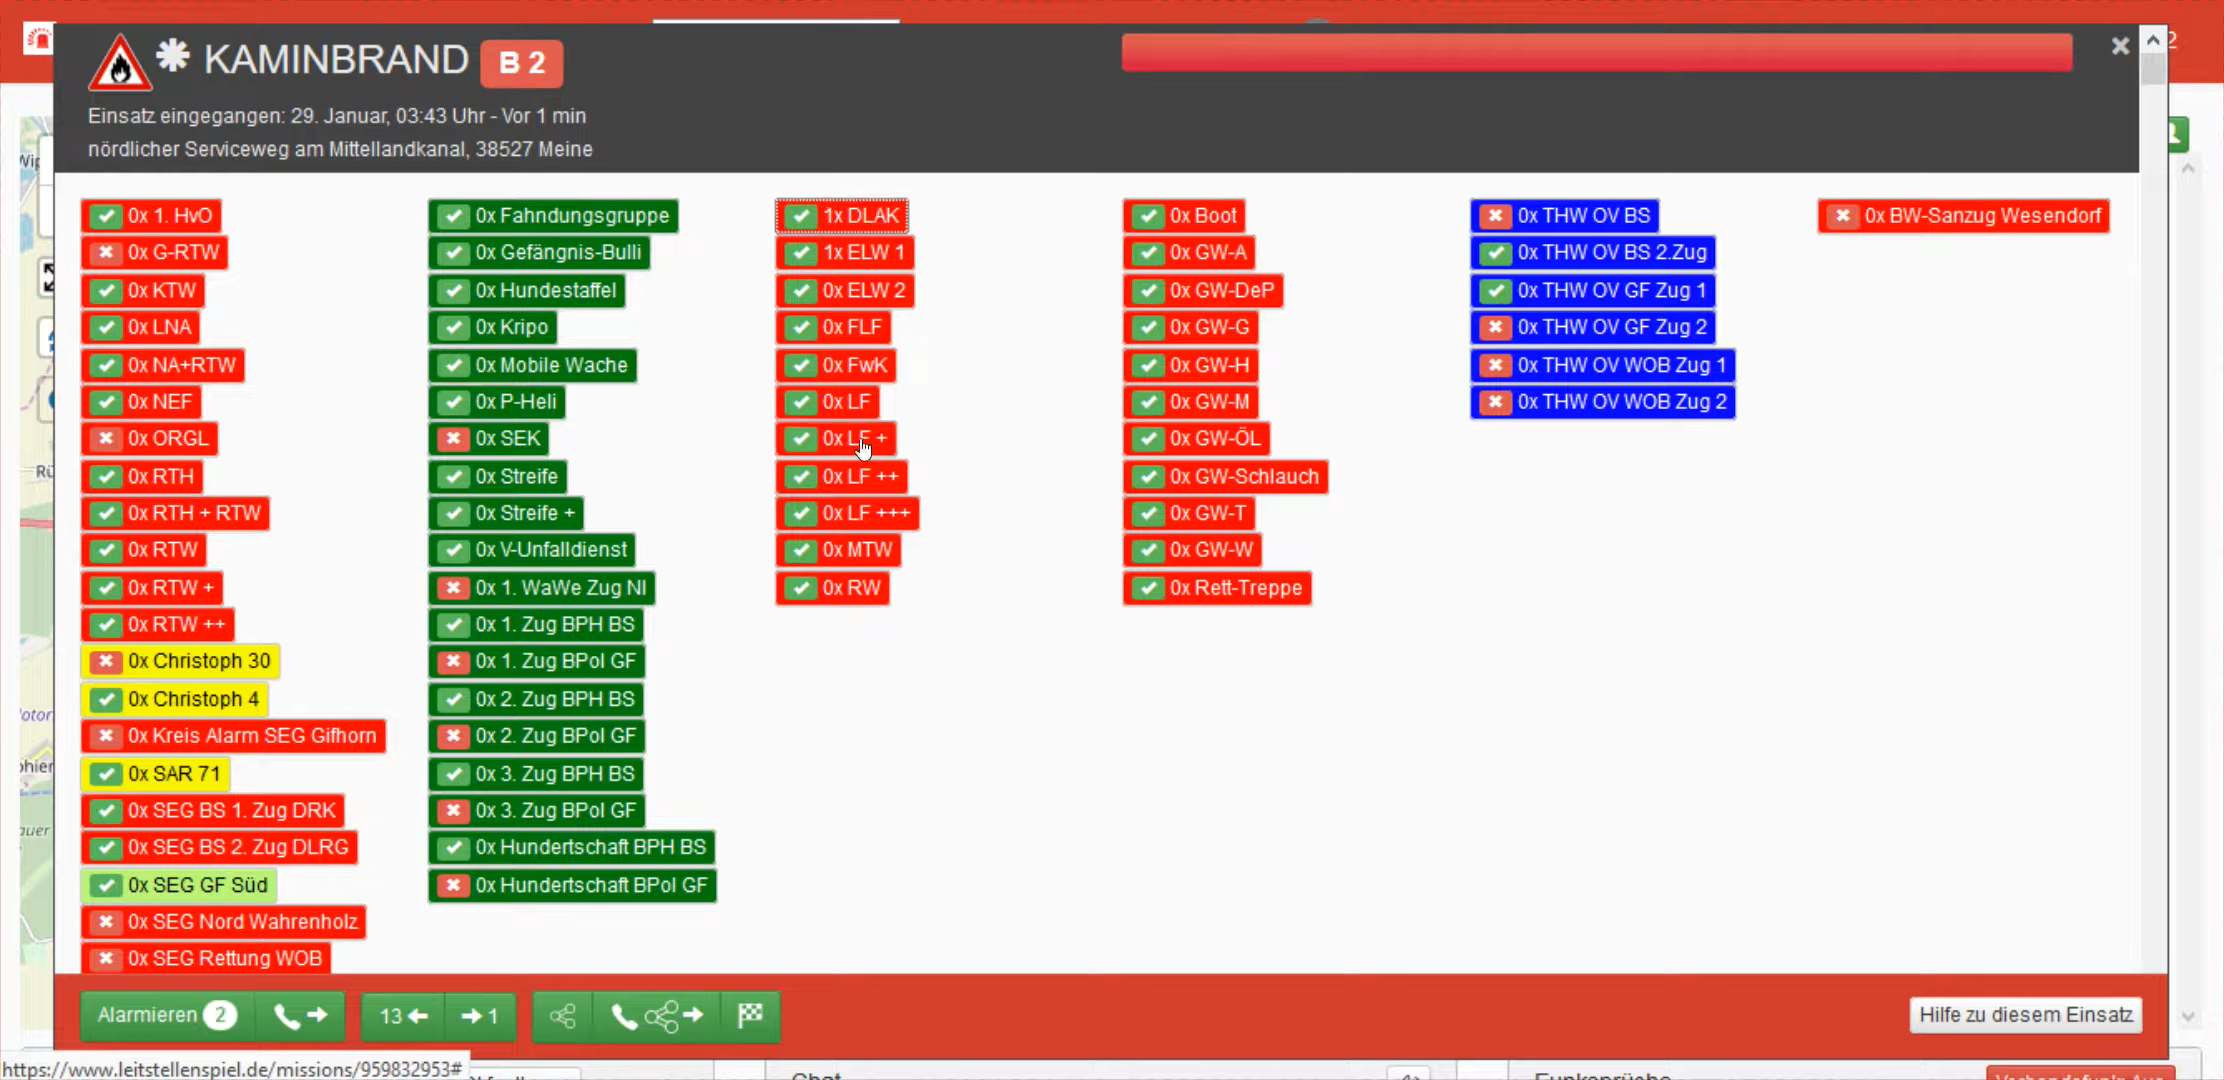 KAMINBRAND B 2
Einsatz eingegangen: 29. Januar, 03:43 Uhr - Vor 1 min
nördlicher Serviceweg am Mittellandkanal, 38527 Meine
0x 1. HvO
0x G-RTW
0x KTW
0x LNA
0x NA+RTW
0x NEF
0x ORGL
0x RTH
0x RTH + RTW
0x RTW
0x RTW +
0x RTW ++
0x Christoph 30
0x Christoph 4
0x Kreis Alarm SEG Gifhorn
0x SAR 71
0x SEG BS 1. Zug DRK
0x SEG BS 2. Zug DLRG
0x SEG GF Süd
0x SEG Nord Wahrenholz
0x SEG Rettung WOB
0x Fahndungsgruppe
0x Gefängnis-Bulli
0x Hundestaffel
0x Kripo
0x Mobile Wache
0x P-Heli
0x SEK
0x Streife
0x Streife +
0x V-Unfalldienst
0x 1. WaWe Zug NI
0x 1. Zug BPH BS
0x 1. Zug BPol GF
0x 2. Zug BPH BS
0x 2. Zug BPol GF
0x 3. Zug BPH BS
0x 3. Zug BPol GF
0x Hundertschaft BPH BS
0x Hundertschaft BPol GF
1x DLAK
1x ELW 1
0x ELW 2
0x FLF
0x FwK
0x LF
0x LF +
0x LF ++
0x LF +++
0x MTW
0x RW
0x Boot
0x GW-A
0x GW-DeP
0x GW-G
0x GW-H
0x GW-M
0x GW-ÖL
0x GW-Schlauch
0x GW-T
0x GW-W
0x Rett-Treppe
0x THW OV BS
0x THW OV BS 2.Zug
0x THW OV GF Zug 1
0x THW OV GF Zug 2
0x THW OV WOB Zug 1
0x THW OV WOB Zug 2
0x BW-Sanzug Wesendorf
Alarmieren 2
13
1
Hilfe zu diesem Einsatz
https://www.leitstellenspiel.de/missions/959832953#
Chat
Funksprüche